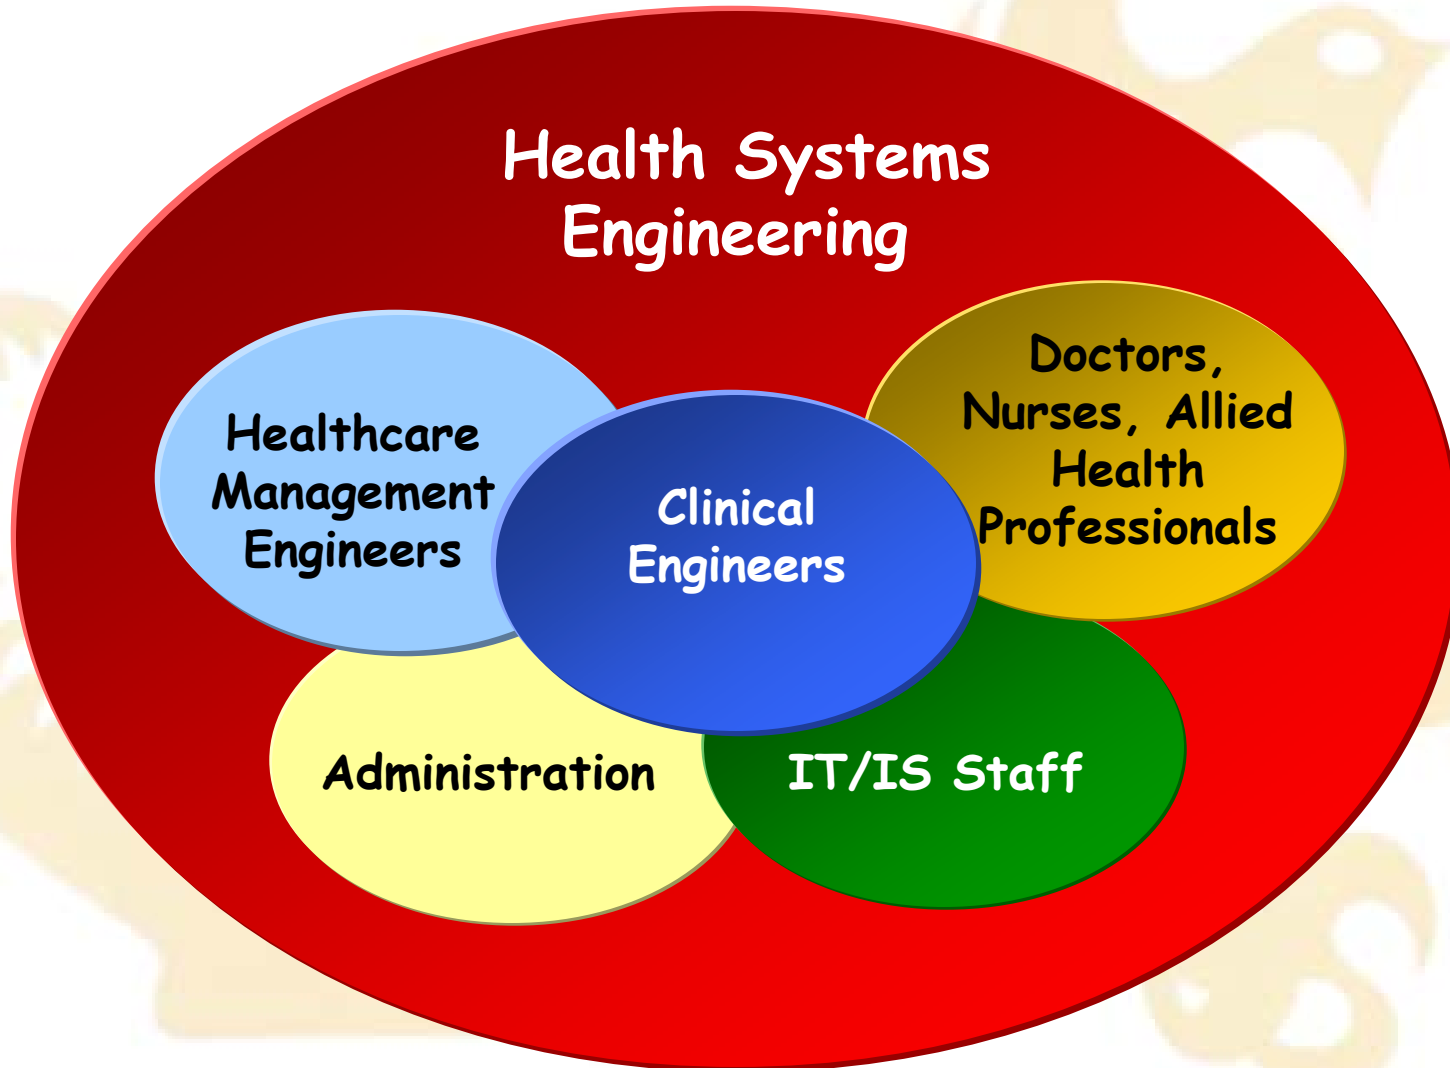 Health Systems
Engineering
Healthcare
Management
Engineers
Clinical
Engineers
Doctors,
Nurses, Allied
Health
Professionals
Administration
IT/IS Staff